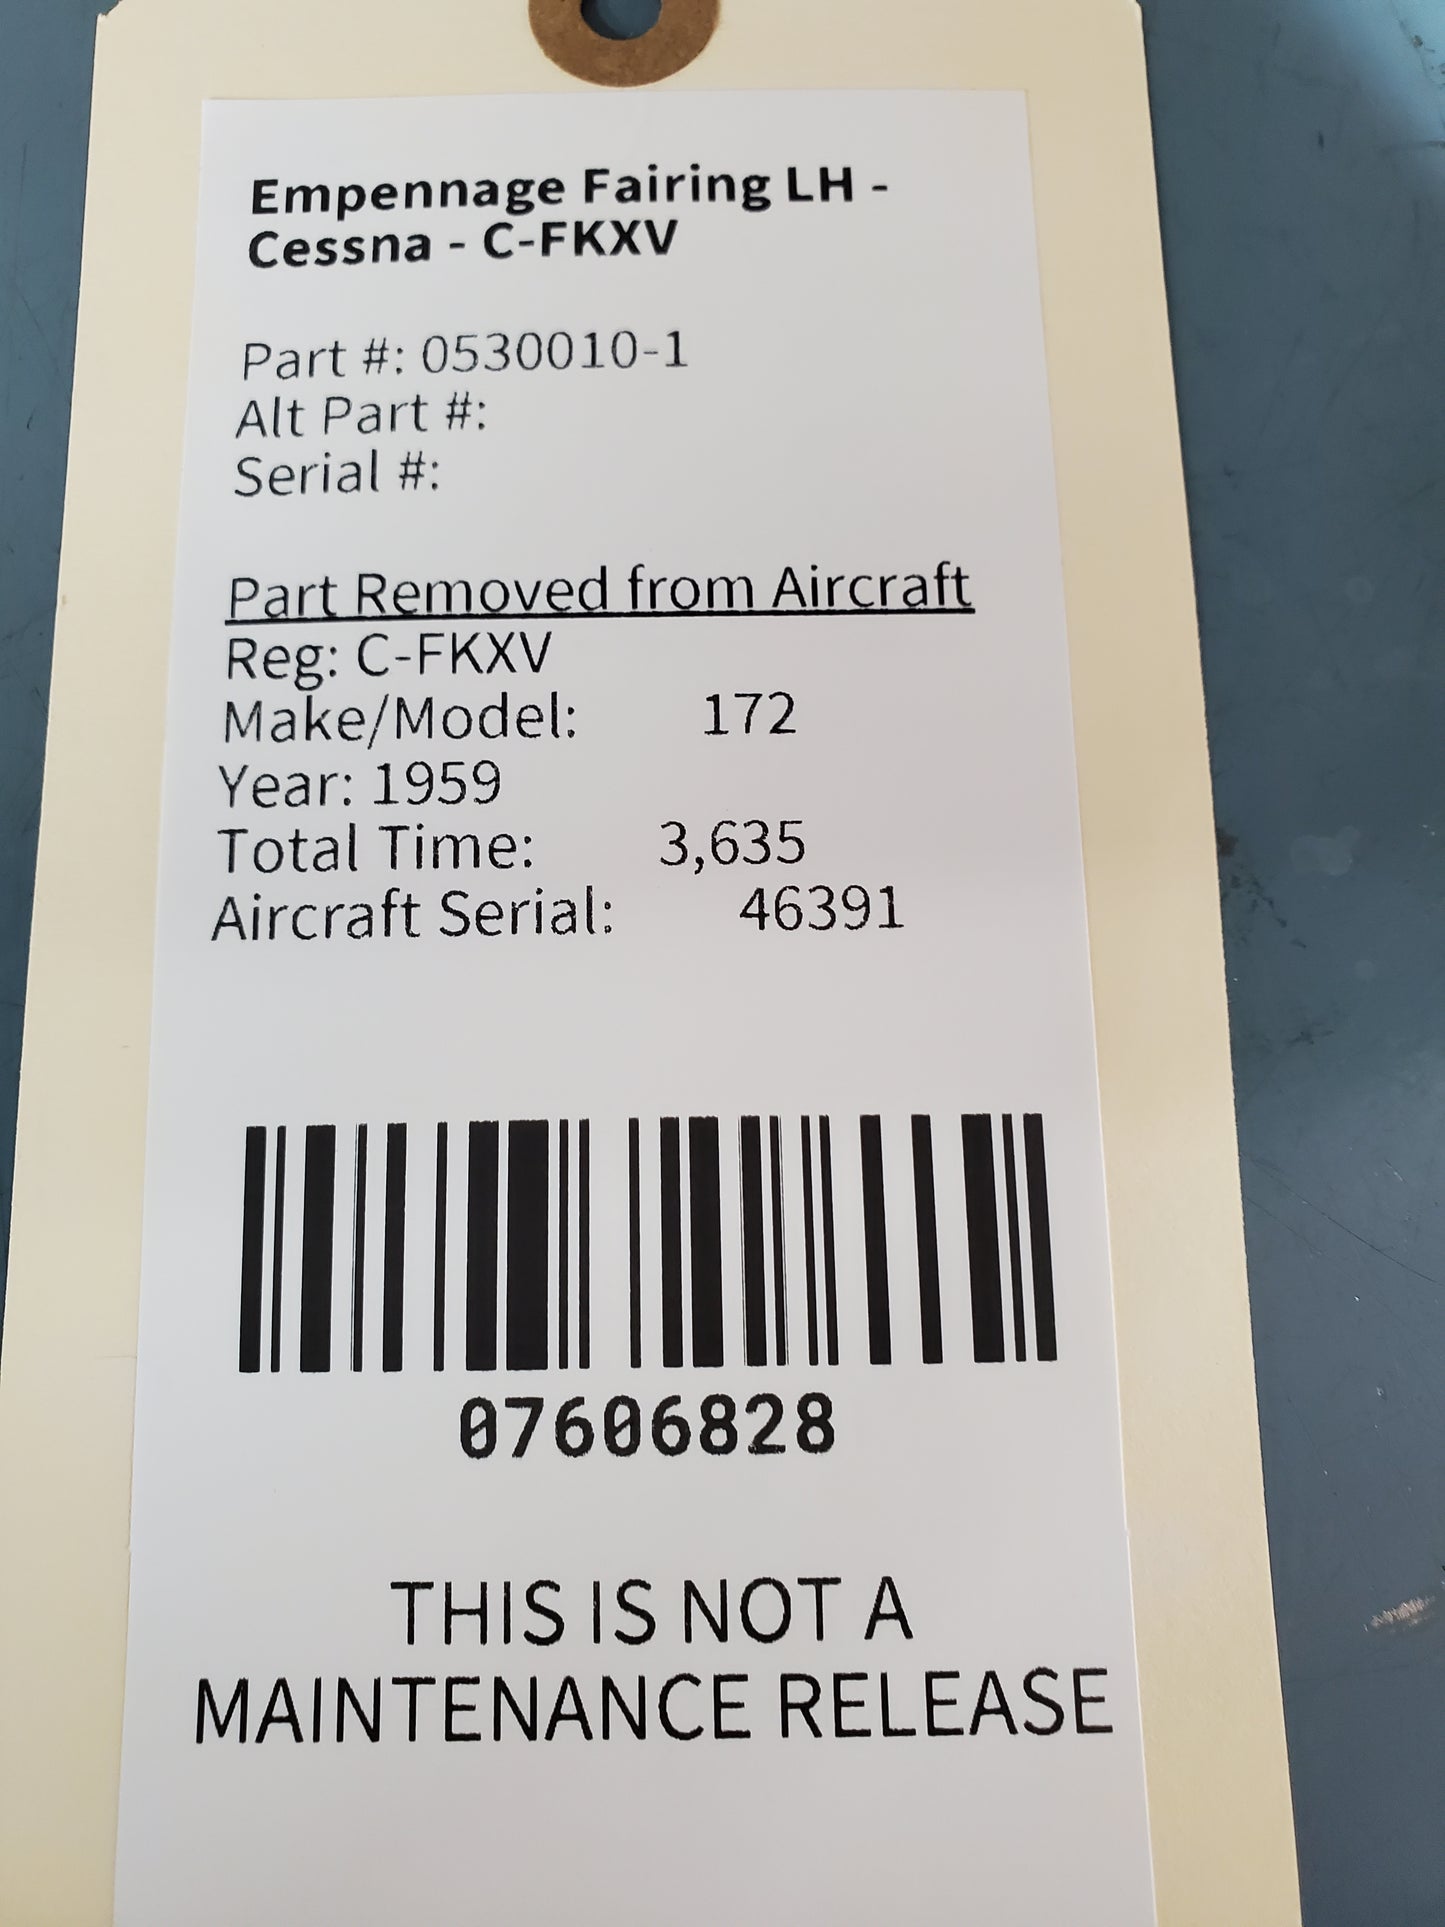 Empennage Fairing LH -
Cessna - C-FKXV
Part #: 0530010-1
Alt Part #:
Serial #:
Part Removed from Aircraft
Reg: C-FKXV
Make/Model: 172
Year: 1959
Total Time: 3,635
Aircraft Serial: 46391
07606828
THIS IS NOT A
MAINTENANCE RELEASE